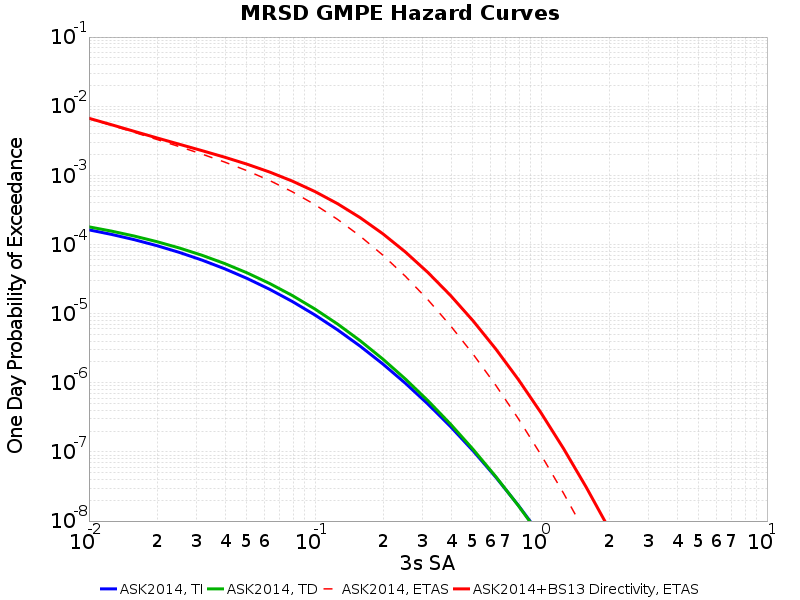 MRSD GMPE Hazard Curves
One Day Probability of Exceedance
10^-1
10^-2
10^-3
10^-4
10^-5
10^-6
10^-7
10^-8
10^-2 2 3 4 5 6 10^-1 2 3 4 5 6 7 10^0 2 3 4 5 6 7 10^1
3s SA
ASK2014, TI ASK2014, TD ASK2014, ETAS ASK2014+BS13 Directivity, ETAS